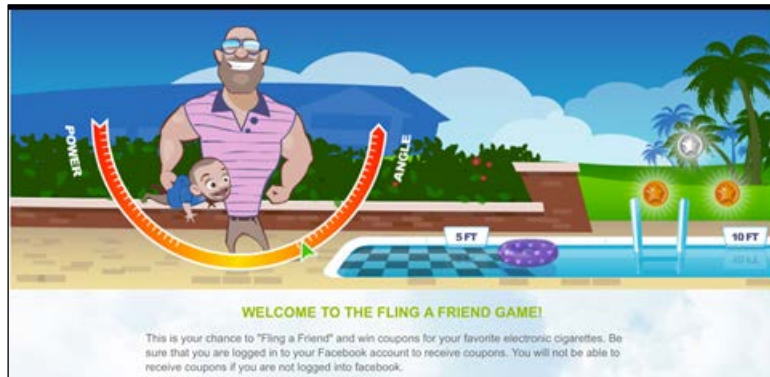 POWER
ANGLE
5 FT
10 FT
WELCOME TO THE FLING A FRIEND GAME!
This is your chance to "Fling a Friend" and win coupons for your favorite electronic cigarettes. Be
sure that you are logged in to your Facebook account to receive coupons. You will not be able to
receive coupons if you are not logged into facebook.